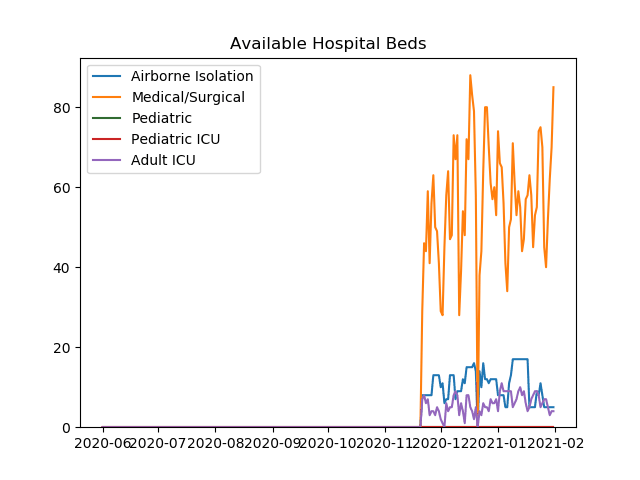 Available Hospital Beds
Airborne Isolation
Medical/Surgical
Pediatric
Pediatric ICU
Adult ICU
80
60
40
20
0
2020-06 2020-07 2020-08 2020-09 2020-10 2020-11 2020-12 2021-01 2021-02